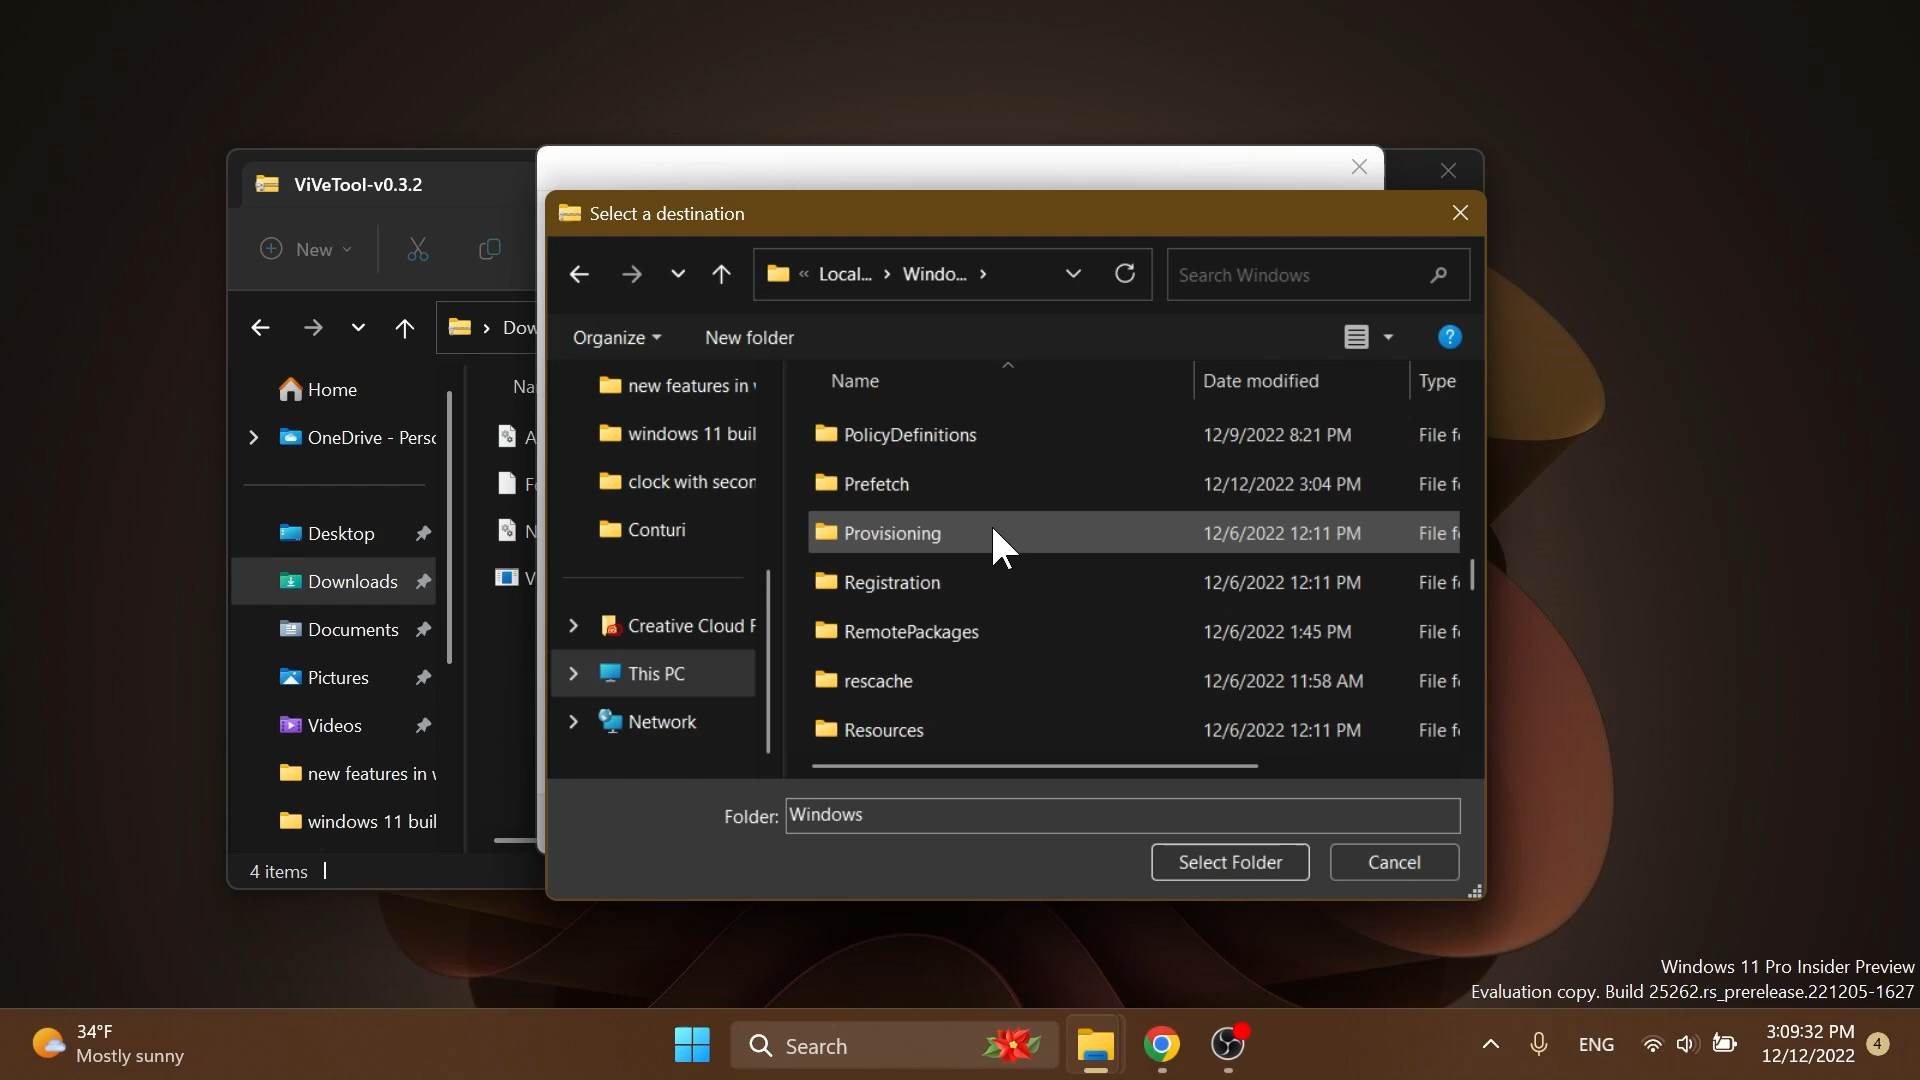 ViVeTool-v0.3.2
New
Dow
Home
OneDrive - Perso
Desktop
Downloads
Documents
Pictures
Videos
new features in
windows 11 buil
4 items
Na
A
Fe
N
V
Select a destination
« Local... › Windo... ›
Search Windows
Organize
New folder
new features in
windows 11 buil
clock with secon
Conturi
Creative Cloud F
This PC
Network
Name Date modified Type
PolicyDefinitions 12/9/2022 8:21 PM File f
Prefetch 12/12/2022 3:04 PM File f
Provisioning 12/6/2022 12:11 PM File f
Registration 12/6/2022 12:11 PM File f
RemotePackages 12/6/2022 1:45 PM File f
rescache 12/6/2022 11:58 AM File f
Resources 12/6/2022 12:11 PM File f
Folder: Windows
Select Folder Cancel
Windows 11 Pro Insider Preview
Evaluation copy. Build 25262.rs_prerelease.221205-1627
34°F
Mostly sunny
Search
ENG
3:09:32 PM
12/12/2022
4